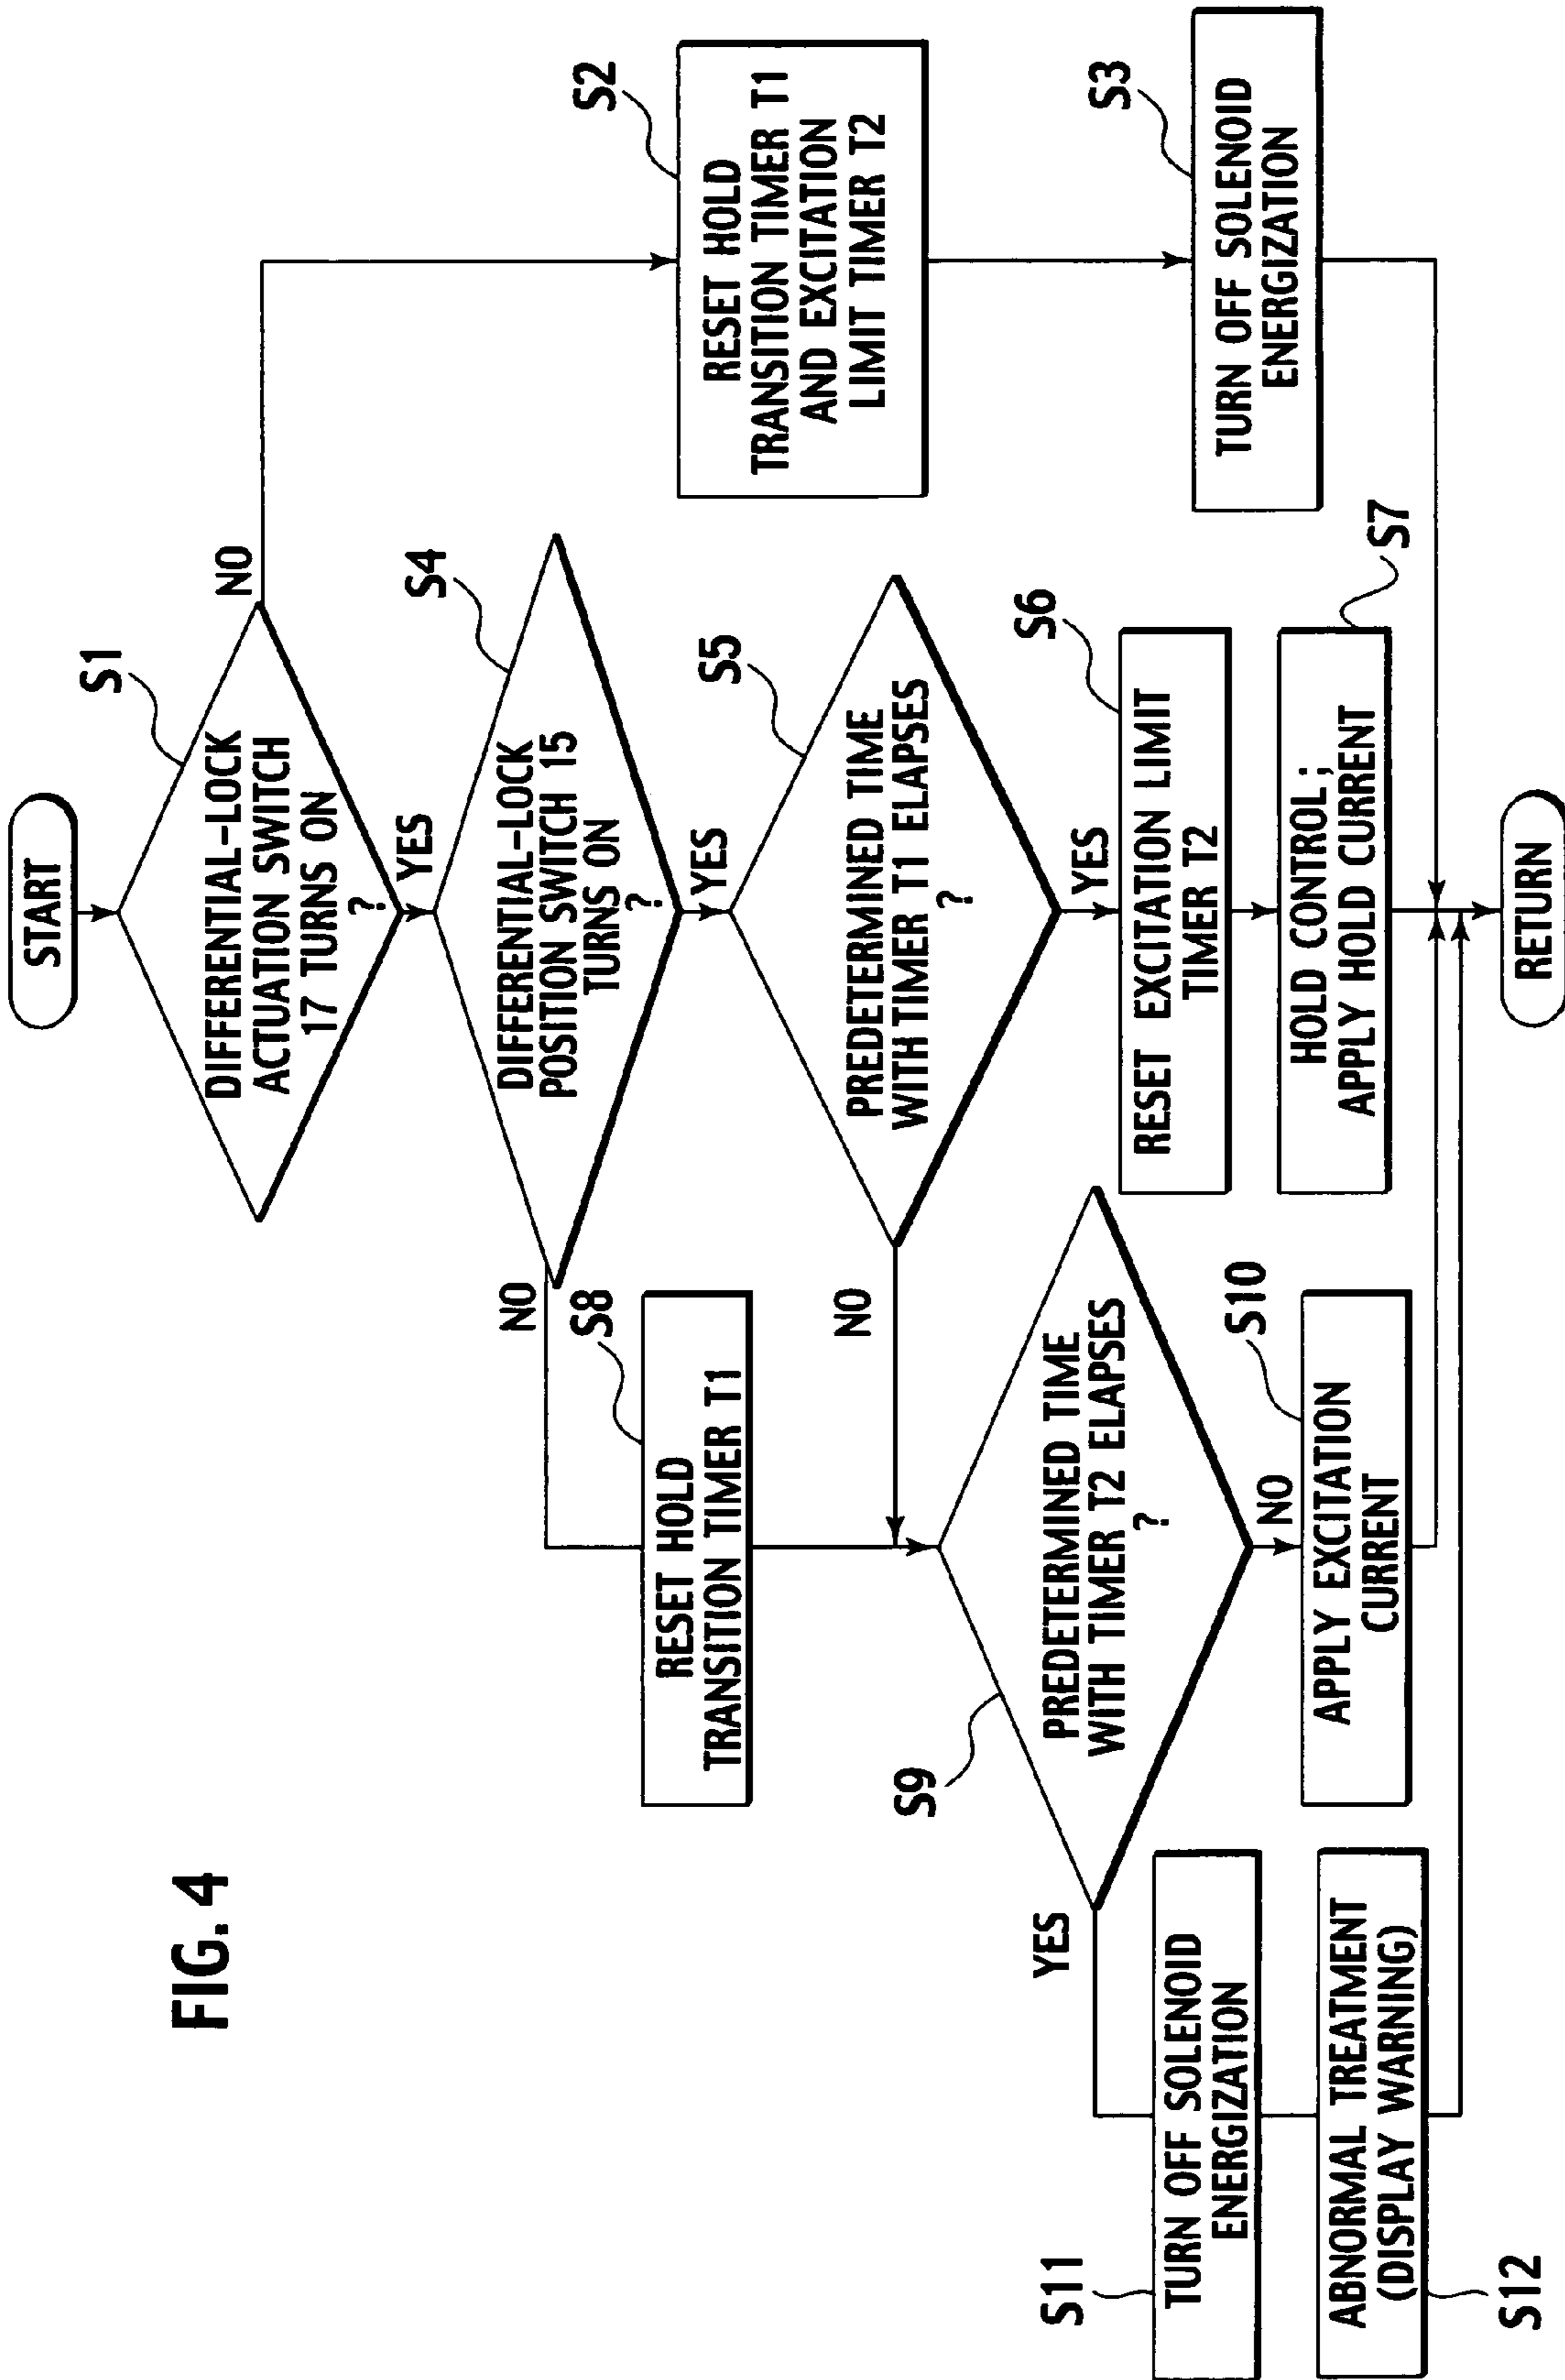 FIG. 4
START
S1
DIFFERENTIAL-LOCK
ACTUATION SWITCH
17 TURNS ON
?
NO
YES
S2
RESET HOLD
TRANSITION TIMER T1
AND EXCITATION
LIMIT TIMER T2
S3
TURN OFF SOLENOID
ENERGIZATION
S4
DIFFERENTIAL-LOCK
POSITION SWITCH 15
TURNS ON
?
NO
YES
S5
PREDETERMINED TIME
WITH TIMER T1 ELAPSES
?
NO
YES
S6
RESET EXCITATION LIMIT
TIMER T2
S7
HOLD CONTROL;
APPLY HOLD CURRENT
S8
RESET HOLD
TRANSITION TIMER T1
S9
PREDETERMINED TIME
WITH TIMER T2 ELAPSES
?
YES
NO
S10
APPLY EXCITATION
CURRENT
S11
TURN OFF SOLENOID
ENERGIZATION
S12
ABNORMAL TREATMENT
(DISPLAY WARNING)
RETURN